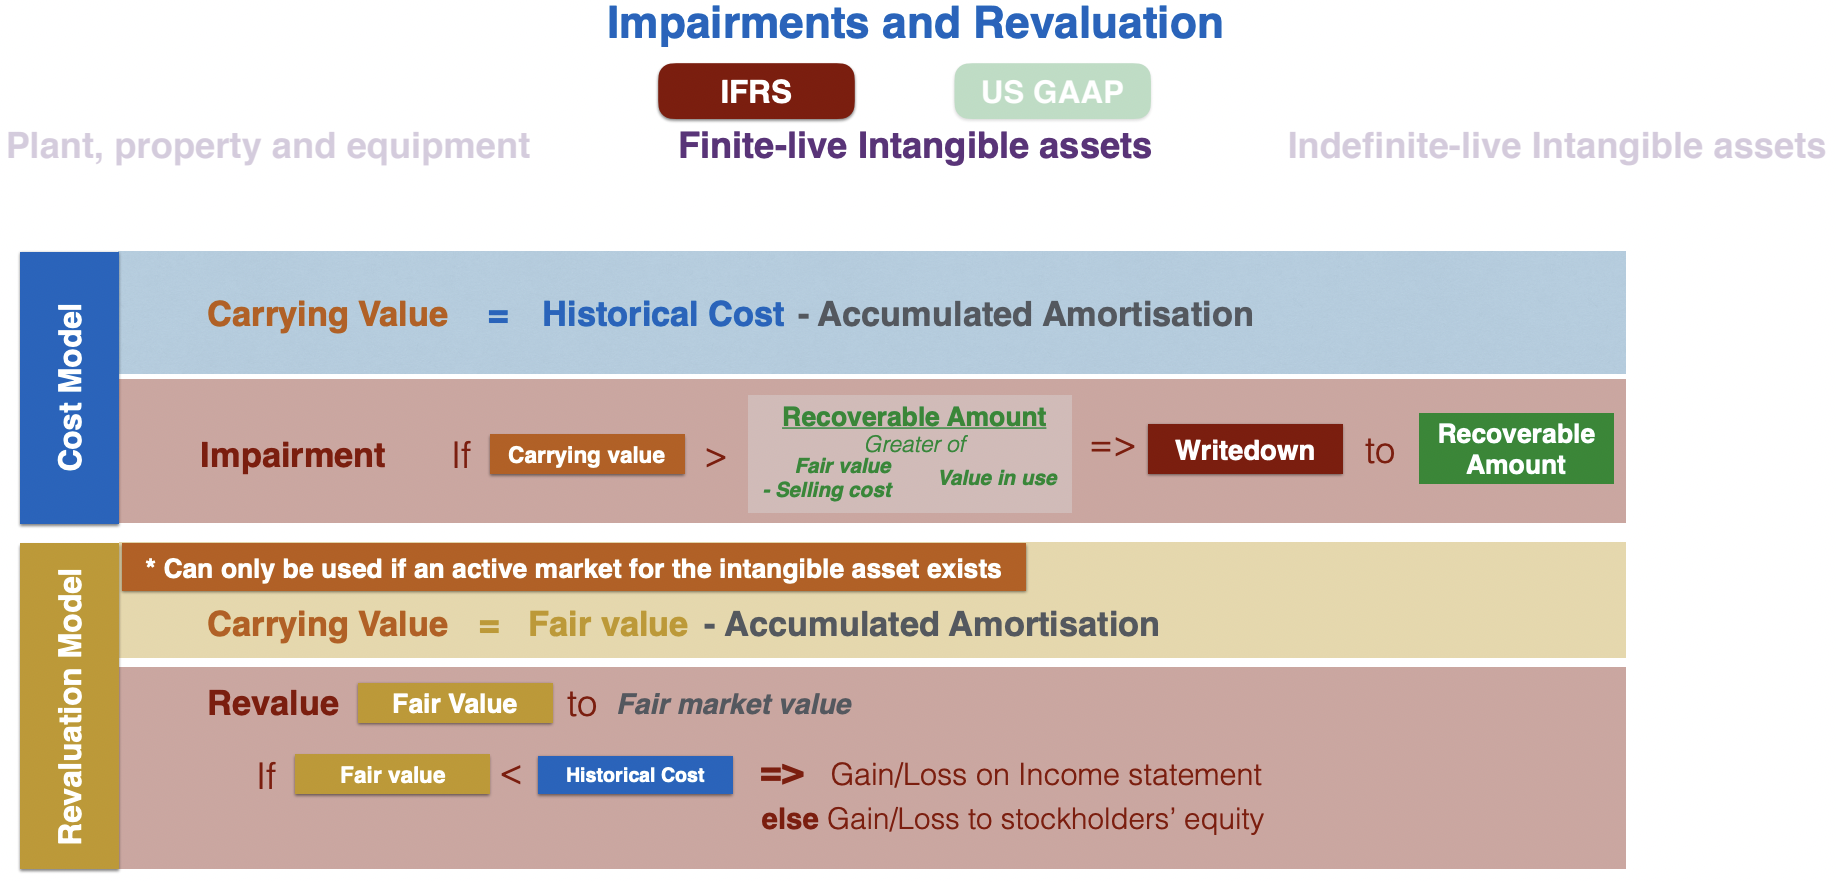 Impairments and Revaluation
IFRS US GAAP
Plant, property and equipment Finite-live Intangible assets Indefinite-live Intangible assets
Cost Model
Carrying Value = Historical Cost - Accumulated Amortisation
Impairment If Carrying value > Recoverable Amount
Greater of
Fair value
- Selling cost Value in use
=> Writedown to Recoverable
Amount
Revaluation Model
* Can only be used if an active market for the intangible asset exists
Carrying Value = Fair value - Accumulated Amortisation
Revalue Fair Value to Fair market value
If Fair value < Historical Cost => Gain/Loss on Income statement
else Gain/Loss to stockholders’ equity